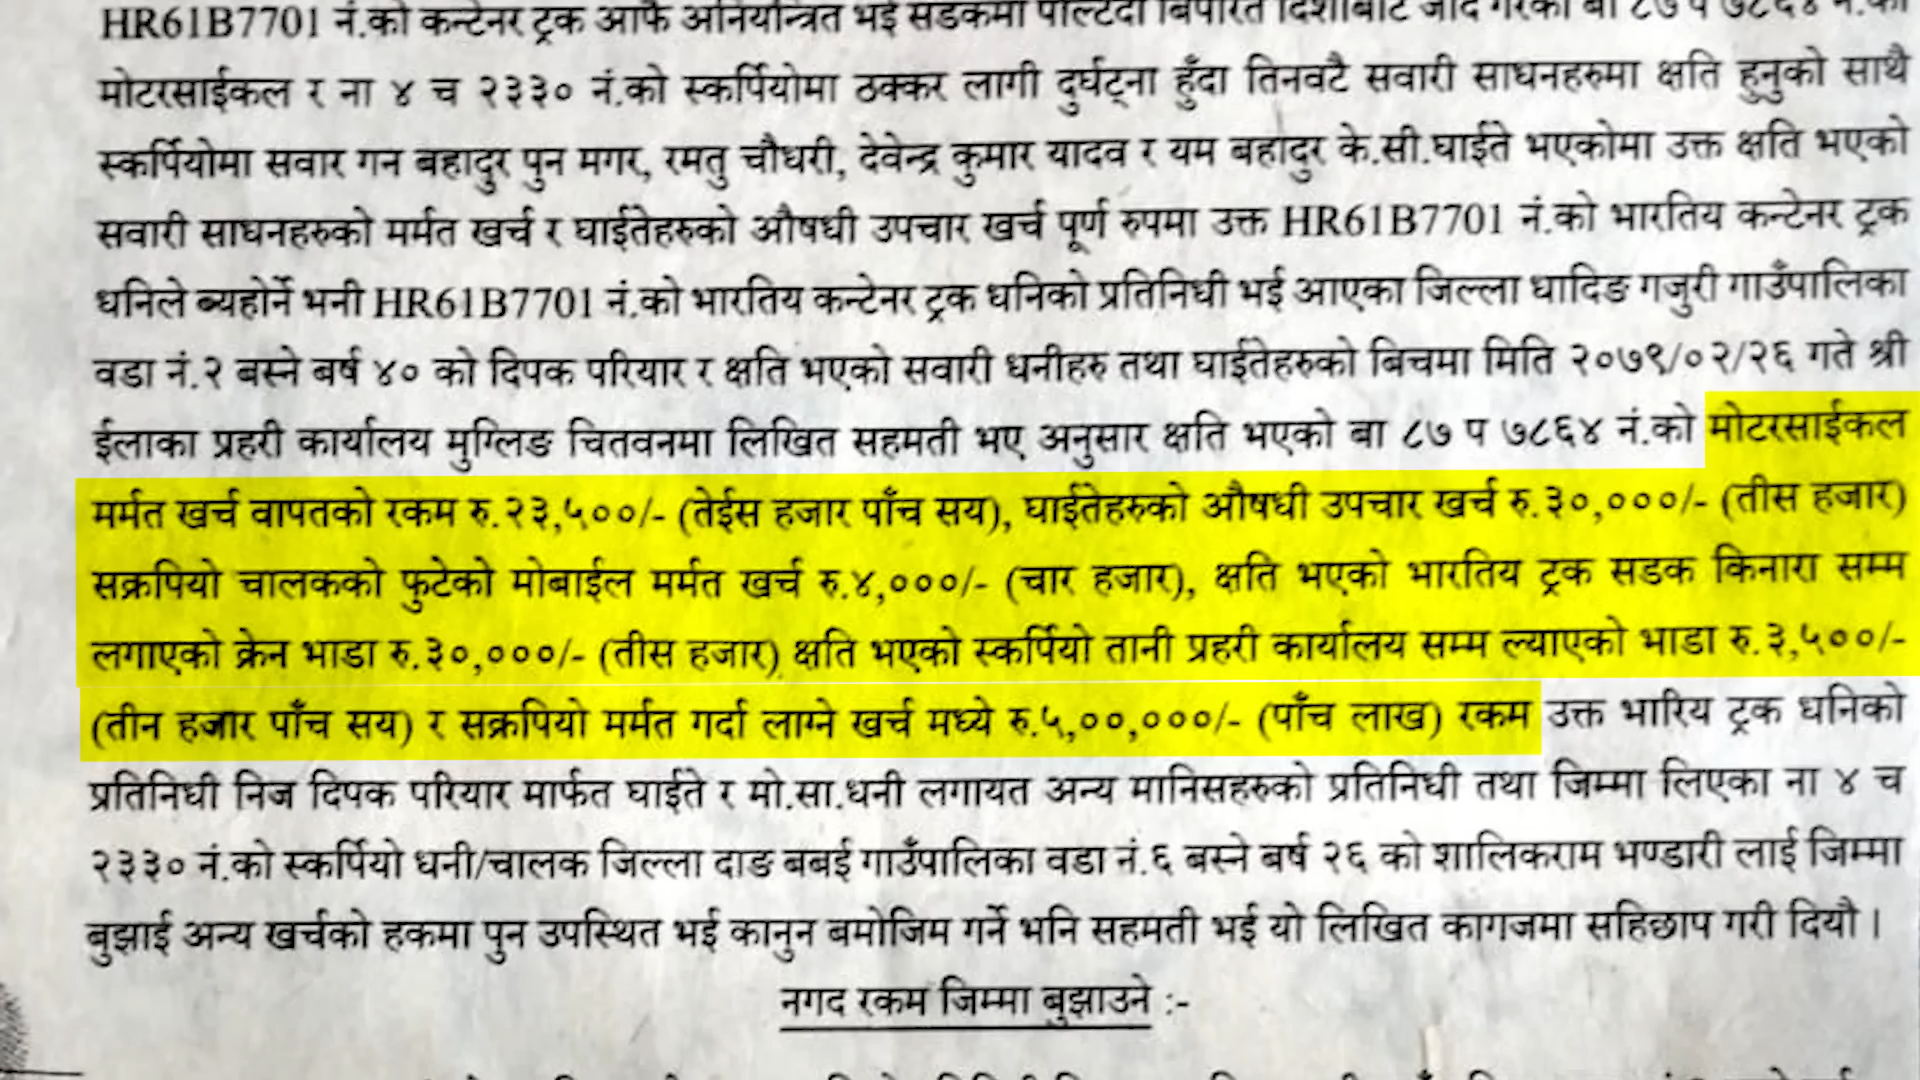 HR61B7701 नं.को कन्टेनर ट्रक आफै अनियन्त्रित भई सडकमा पल्टिदा बिपरित दिशाबाट जाँदै गरेको बा ८७ प ७८६४ नं.को
मोटरसाईकल र ना ४ च २३३० नं.को स्कर्पियोमा ठक्कर लागी दुर्घट्ना हुँदा तिनवटै सवारी साधनहरुमा क्षति हुनुको साथै
स्कर्पियोमा सवार गन बहादुर पुन मगर, रमतु चौधरी, देवेन्द्र कुमार यादव र यम बहादुर के.सी.घाईते भएकोमा उक्त क्षति भएको
सवारी साधनहरुको मर्मत खर्च र घाईतेहरुको औषधी उपचार खर्च पूर्ण रुपमा उक्त HR61B7701 नं.को भारतिय कन्टेनर ट्रक
धनिले ब्यहोर्ने भनी HR61B7701 नं.को भारतिय कन्टेनर ट्रक धनिको प्रतिनिधी भई आएका जिल्ला धादिङ गजुरी गाउँपालिका
वडा नं.२ बस्ने बर्ष ४० को दिपक परियार र क्षति भएको सवारी धनीहरु तथा घाईतेहरुको बिचमा मिति २०७९/०२/२६ गते श्री
ईलाका प्रहरी कार्यालय मुग्लिङ चितवनमा लिखित सहमती भए अनुसार क्षति भएको बा ८७ प ७८६४ नं.को मोटरसाईकल
मर्मत खर्च वापतको रकम रु.२३,५००/- (तेईस हजार पाँच सय), घाईतेहरुको औषधी उपचार खर्च रु.३०,०००/- (तीस हजार)
सक्रपियो चालकको फुटेको मोबाईल मर्मत खर्च रु.४,०००/- (चार हजार), क्षति भएको भारतिय ट्रक सडक किनारा सम्म
लगाएको क्रेन भाडा रु.३०,०००/- (तीस हजार) क्षति भएको स्कर्पियो तानी प्रहरी कार्यालय सम्म ल्याएको भाडा रु.३,५००/-
(तीन हजार पाँच सय) र सक्रपियो मर्मत गर्दा लाग्ने खर्च मध्ये रु.५,००,०००/- (पाँच लाख) रकम उक्त भारिय ट्रक धनिको
प्रतिनिधी निज दिपक परियार मार्फत घाईते र मो.सा.धनी लगायत अन्य मानिसहरुको प्रतिनिधी तथा जिम्मा लिएका ना ४ च
२३३० नं.को स्कर्पियो धनी/चालक जिल्ला दाङ बबई गाउँपालिका वडा नं.६ बस्ने बर्ष २६ को शालिकराम भण्डारी लाई जिम्मा
बुझाई अन्य खर्चको हकमा पुन उपस्थित भई कानुन बमोजिम गर्ने भनि सहमती भई यो लिखित कागजमा सहिछाप गरी दियौ ।
नगद रकम जिम्मा बुझाउने :-